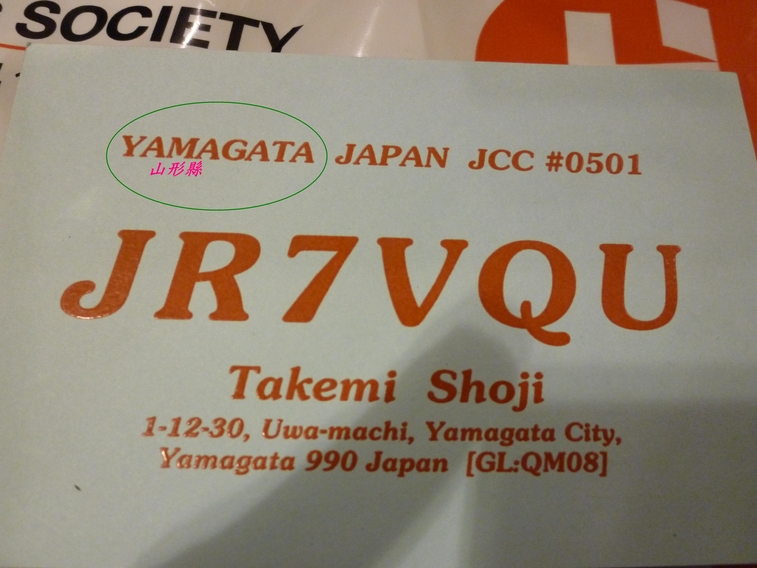 SOCIETY
YAMAGATA JAPAN JCC #0501
山形縣
JR7VQU
Takemi Shoji
1-12-30, Uwa-machi, Yamagata City,
Yamagata 990 Japan [GL:QM08]